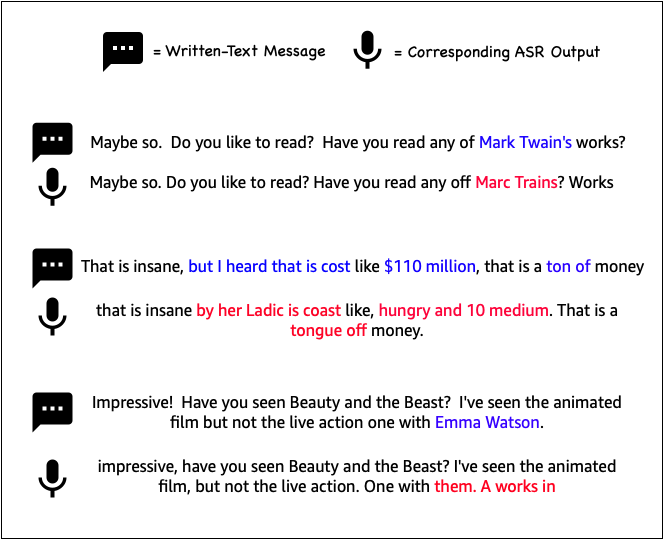 = Written-Text Message
= Corresponding ASR Output
Maybe so. Do you like to read? Have you read any of Mark Twain's works?
Maybe so. Do you like to read? Have you read any off Marc Trains? Works
That is insane, but I heard that is cost like $110 million, that is a ton of money
that is insane by her Ladic is coast like, hungry and 10 medium. That is a
tongue off money.
Impressive! Have you seen Beauty and the Beast? I've seen the animated
film but not the live action one with Emma Watson.
impressive, have you seen Beauty and the Beast? I've seen the animated
film, but not the live action. One with them. A works in